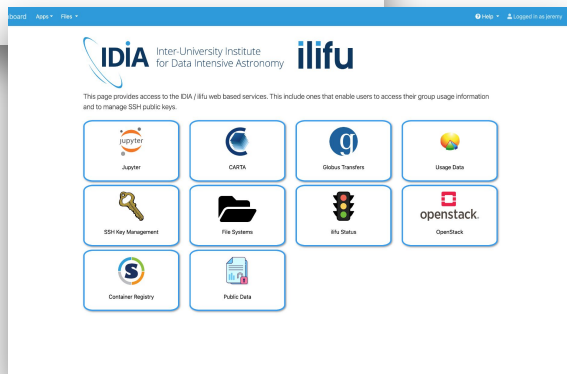 board Apps Files Help Logged in as jeremy
IDIA Inter-University Institute for Data Intensive Astronomy ilifu
This page provides access to the IDIA / ilifu web based services. This include ones that enable users to access their group usage information
and to manage SSH public keys.
jupyter
Jupyter
CARTA
g
Globus Transfers
Usage Data
SSH Key Management
File Systems
ilifu Status
openstack.
OpenStack
S
Container Registry
Public Data